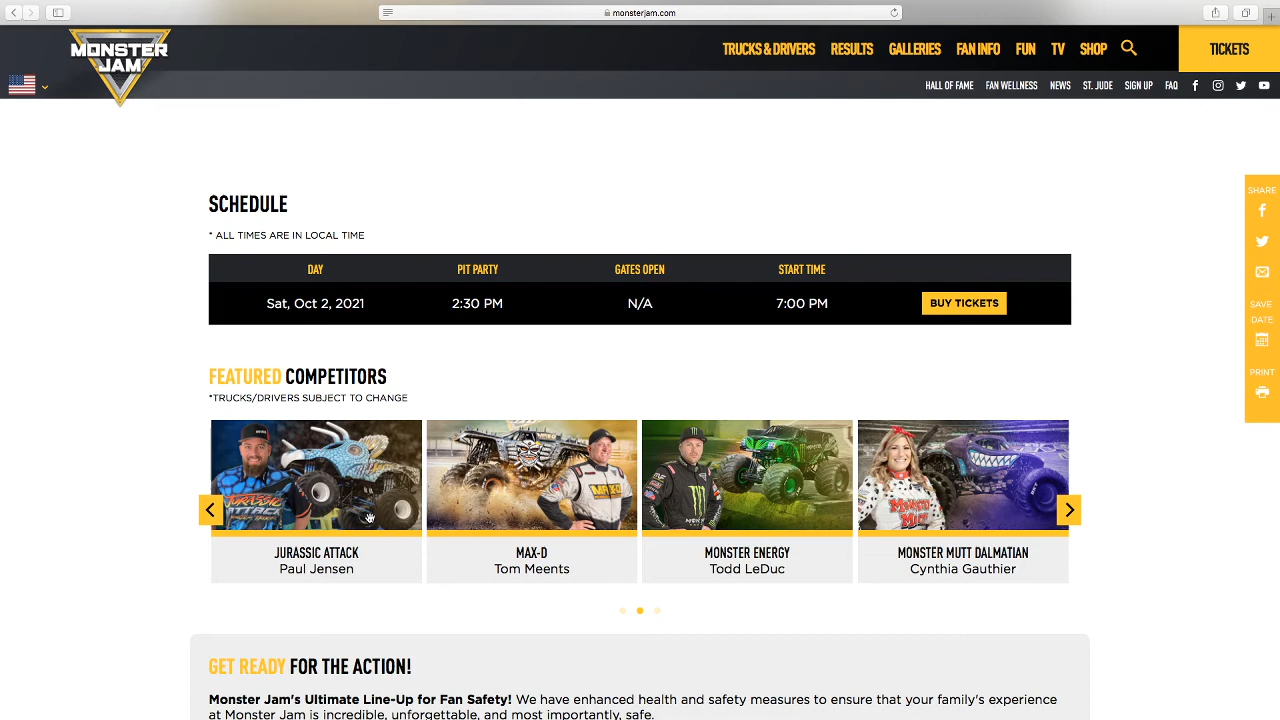 monsterjam.com
MONSTER JAM
TRUCKS & DRIVERS RESULTS GALLERIES FAN INFO FUN TV SHOP TICKETS
HALL OF FAME FAN WELLNESS NEWS ST. JUDE SIGN UP FAQ
SCHEDULE
* ALL TIMES ARE IN LOCAL TIME
DAY PIT PARTY GATES OPEN START TIME
Sat, Oct 2, 2021 2:30 PM N/A 7:00 PM BUY TICKETS
SHARE
SAVE
DATE
PRINT
FEATURED COMPETITORS
*TRUCKS/DRIVERS SUBJECT TO CHANGE
JURASSIC ATTACK
Paul Jensen
MAX-D
Tom Meents
MONSTER ENERGY
Todd LeDuc
MONSTER MUTT DALMATIAN
Cynthia Gauthier
GET READY FOR THE ACTION!
Monster Jam's Ultimate Line-Up for Fan Safety! We have enhanced health and safety measures to ensure that your family's experience
at Monster Jam is incredible, unforgettable, and most importantly, safe.